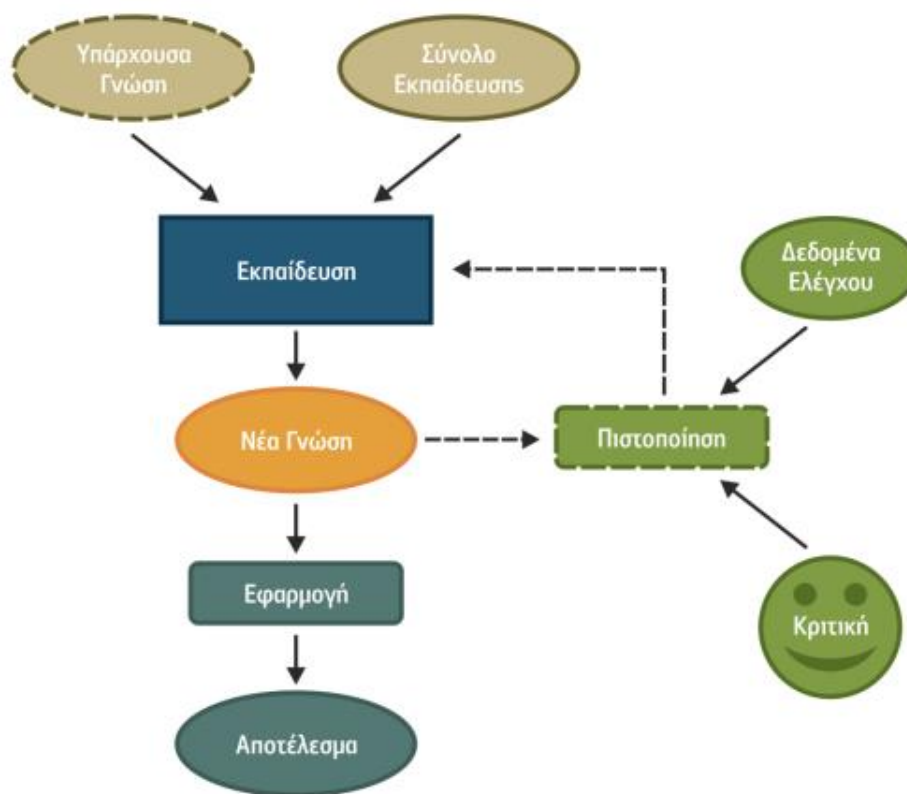 Υπάρχουσα
Γνώση
Σύνολο
Εκπαίδευσης
Εκπαίδευση
Δεδομένα
Ελέγχου
Νέα Γνώση
Πιστοποίηση
Εφαρμογή
Κριτική
Αποτέλεσμα